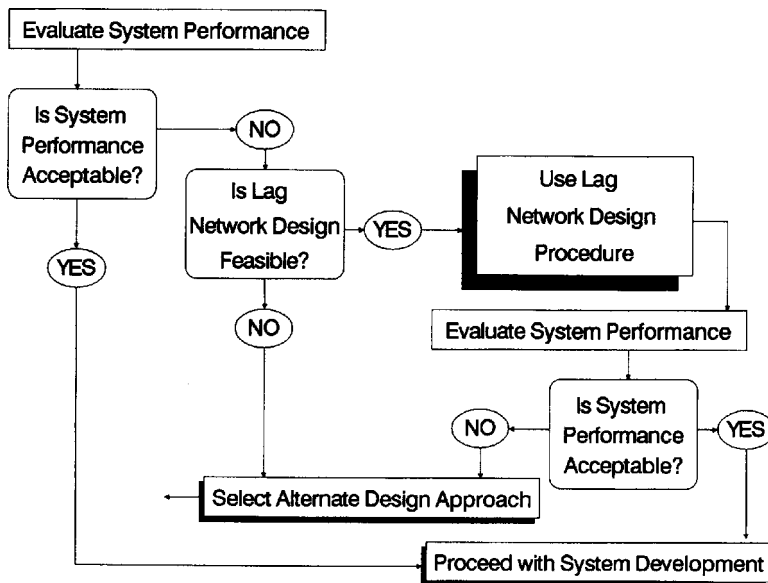 Evaluate System Performance
Is System
Performance
Acceptable?
NO
YES
Is Lag
Network Design
Feasible?
YES
NO
Use Lag
Network Design
Procedure
Evaluate System Performance
Is System
Performance
Acceptable?
NO
YES
Select Alternate Design Approach
Proceed with System Development